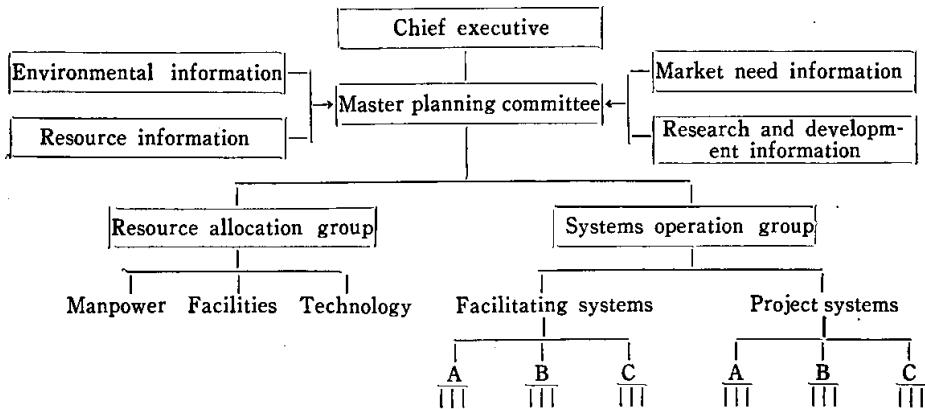 Chief executive
Environmental information
Market need information
Master planning committee
Resource information
Research and developm-
ent information
Resource allocation group
Systems operation group
Manpower Facilities Technology
Facilitating systems
Project systems
A B C
A B C